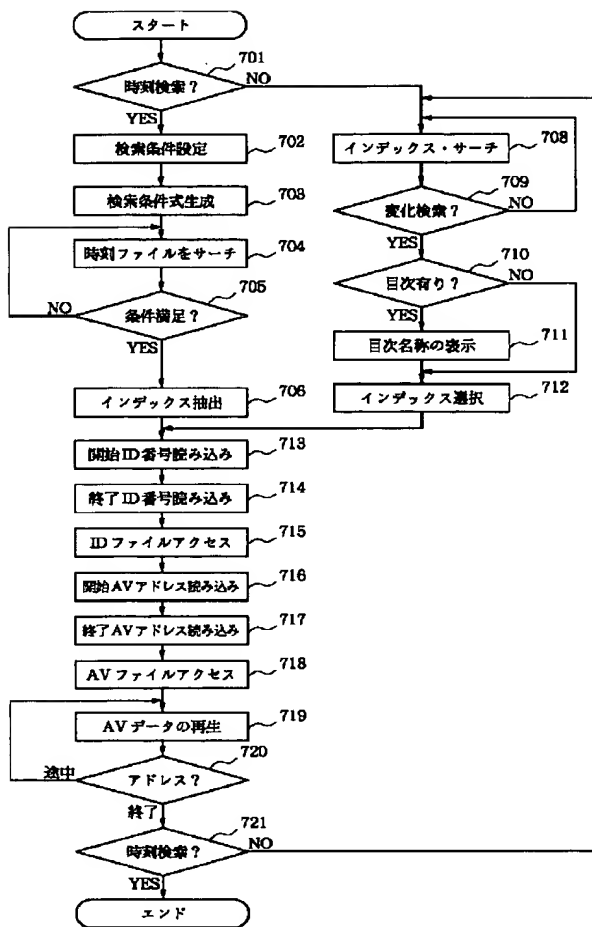 スタート
701
時刻検索?
NO
YES
検索条件設定
702
検索条件式生成
703
時刻ファイルをサーチ
704
705
条件満足?
NO
YES
インデックス抽出
706
インデックス・サーチ
708
709
変化検索?
NO
YES
710
目次有り?
NO
YES
目次名称の表示
711
インデックス選択
712
開始ID番号読み込み
713
終了ID番号読み込み
714
IDファイルアクセス
715
開始AVアドレス読み込み
716
終了AVアドレス読み込み
717
AVファイルアクセス
718
AVデータの再生
719
720
アドレス?
途中
終了
721
時刻検索?
NO
YES
エンド